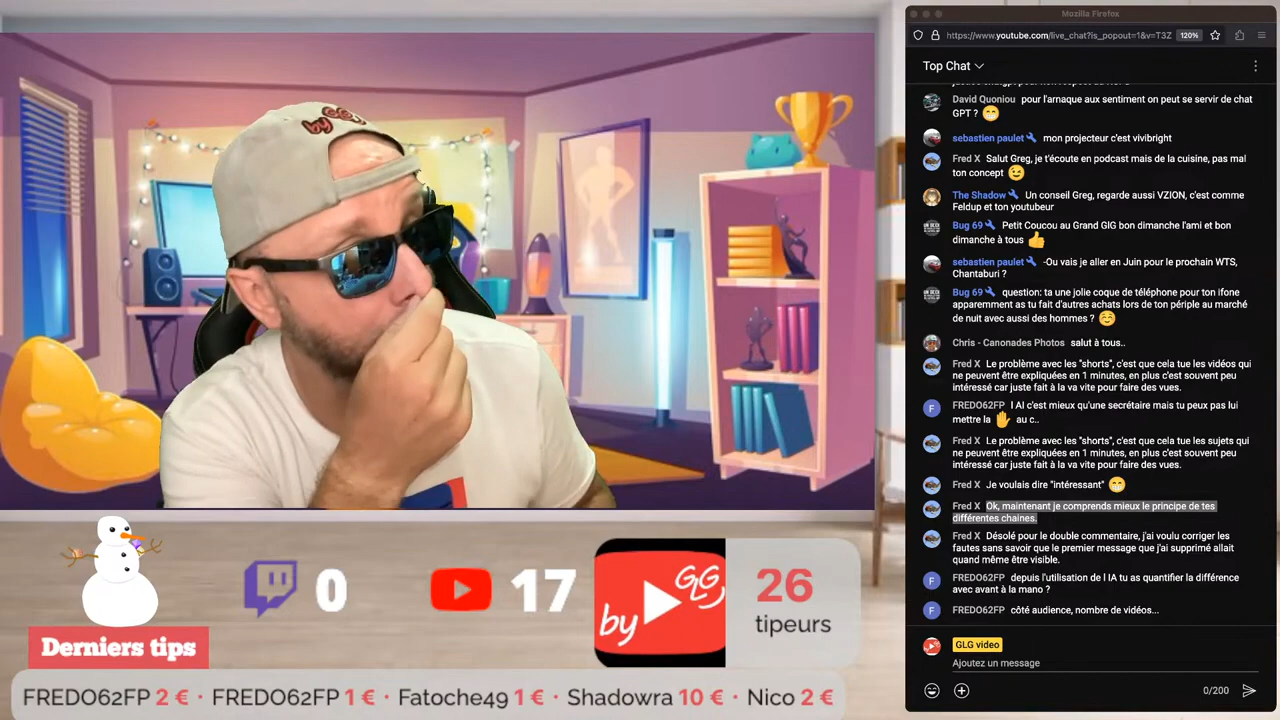 by GLG
Mozilla Firefox
https://www.youtube.com/live_chat?is_popout=1&v=T3Z
120%
Top Chat
David Quoniou pour l'arnaque aux sentiment on peut se servir de chat
GPT ? 😁
sebastien paulet mon projecteur c'est vivibright
Fred X Salut Greg, je t'écoute en podcast mais de la cuisine, pas mal
ton concept 😉
The Shadow Un conseil Greg, regarde aussi VZION, c'est comme
Feldup et ton youtubeur
Bug 69 Petit Coucou au Grand GlG bon dimanche l'ami et bon
dimanche à tous 👍
sebastien paulet -Ou vais je aller en Juin pour le prochain WTS,
Chantaburi ?
Bug 69 question: ta une jolie coque de téléphone pour ton ifone
apparement as tu fait d'autres achats lors de ton périple au marché
de nuit avec aussi des hommes ? ☺️
Chris - Canonades Photos salut à tous..
Fred X Le problème avec les "shorts", c'est que cela tue les vidéos qui
ne peuvent être expliquées en 1 minutes, en plus c'est souvent peu
intéressé car juste fait à la va vite pour faire des vues.
F FREDO62FP l AI c'est mieux qu'une secrétaire mais tu peux pas lui
mettre la ✋ au c..
Fred X Le problème avec les "shorts", c'est que cela tue les sujets qui
ne peuvent être expliquées en 1 minutes, en plus c'est souvent peu
intéressé car juste fait à la va vite pour faire des vues.
Fred X Je voulais dire "intéressant" 😁
Fred X Ok, maintenant je comprends mieux le principe de tes
différentes chaines.
Fred X Désolé pour le double commentaire, j'ai voulu corriger les
fautes sans savoir que le premier message que j'ai supprimé allait
quand même être visible.
F FREDO62FP depuis l'utilisation de l IA tu as quantifier la différence
avec avant à la mano ?
F FREDO62FP côté audience, nombre de vidéos...
GLG video
Ajoutez un message
0/200
0
17
by GLG
26
tipeurs
Derniers tips
FREDO62FP 2 € · FREDO62FP 1 € · Fatoche49 1 € · Shadowra 10 € · Nico 2 €